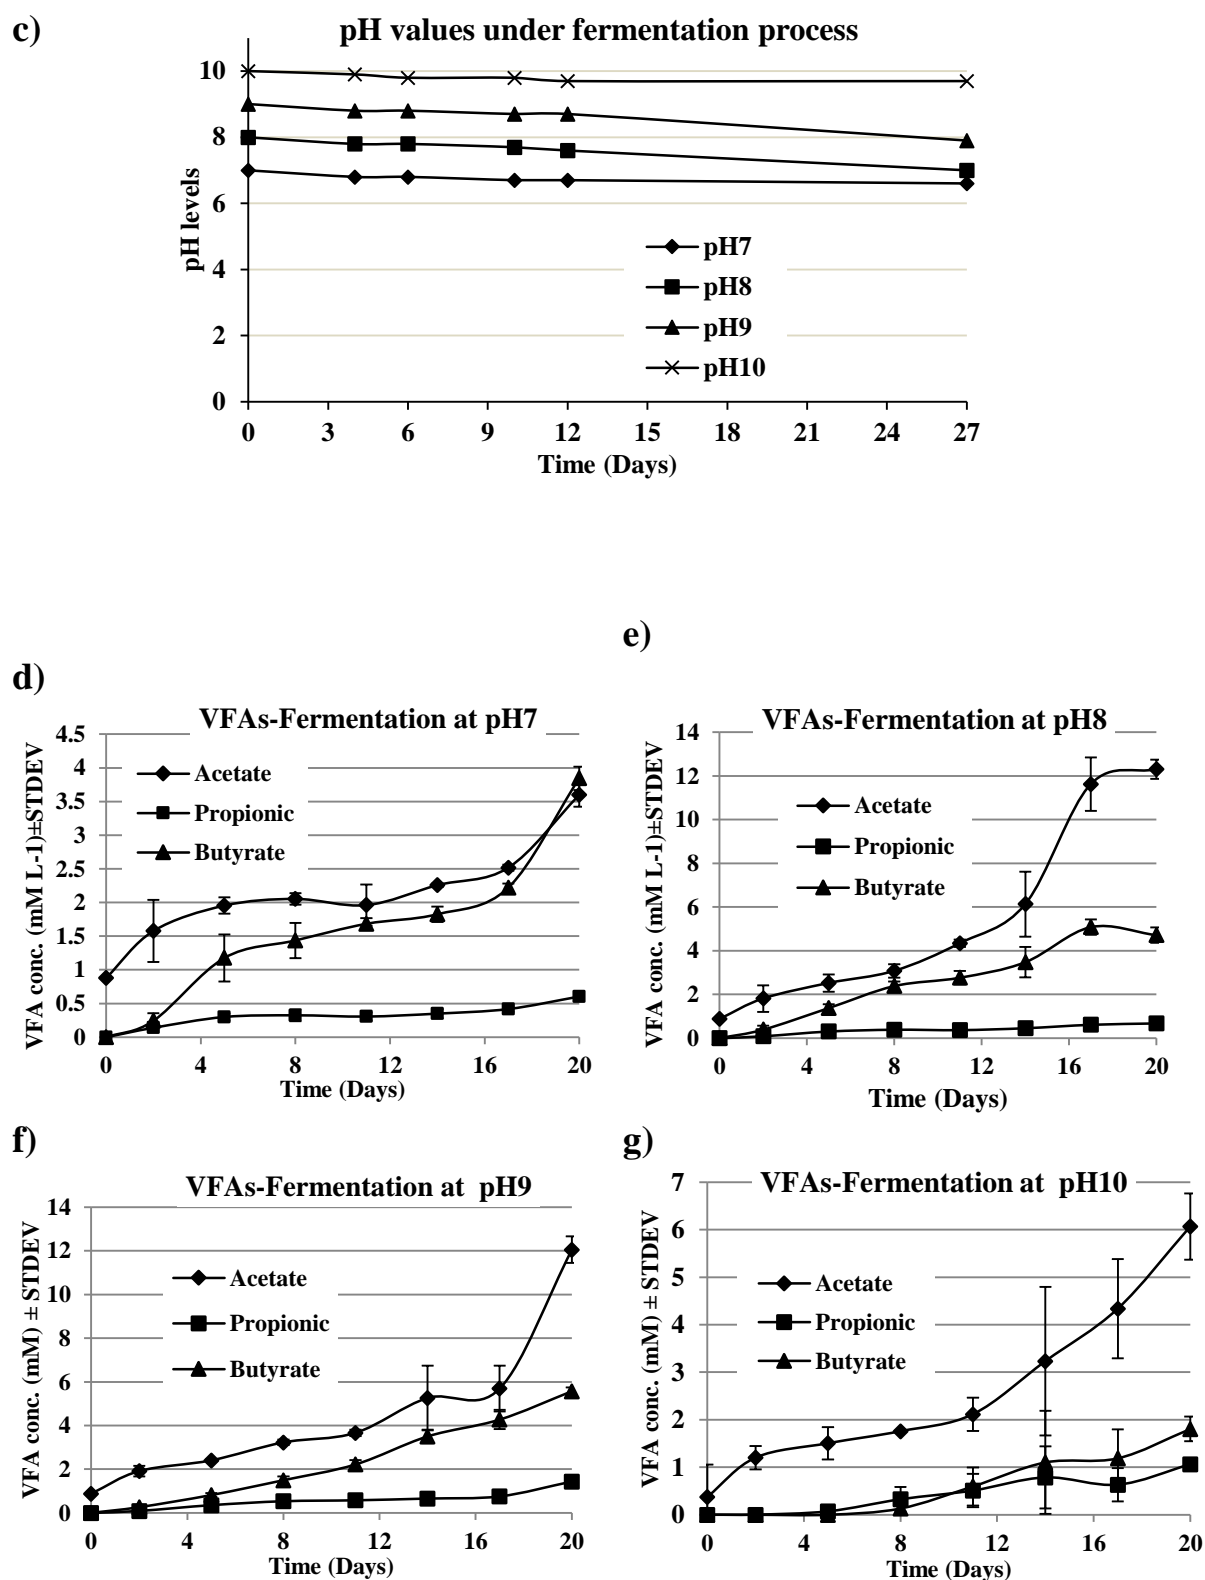 c)
pH values under fermentation process
10
8
6
4
2
0
pH levels
pH7
pH8
pH9
pH10
0 3 6 9 12 15 18 21 24 27
Time (Days)
e)
d)
VFAs-Fermentation at pH7
VFA conc. (mM L-1)±STDEV
4.5
4
3.5
3
2.5
2
1.5
1
0.5
0
Acetate
Propionic
Butyrate
0 4 8 12 16 20
Time (Days)
VFAs-Fermentation at pH8
VFA conc. (mM L-1)±STDEV
14
12
10
8
6
4
2
0
Acetate
Propionic
Butyrate
0 4 8 12 16 20
Time (Days)
f)
VFAs-Fermentation at pH9
VFA conc. (mM) ± STDEV
14
12
10
8
6
4
2
0
Acetate
Propionic
Butyrate
0 4 8 12 16 20
Time (Days)
g)
VFAs-Fermentation at pH10
VFA conc. (mM) ± STDEV
7
6
5
4
3
2
1
0
Acetate
Propionic
Butyrate
0 4 8 12 16 20
Time (Days)